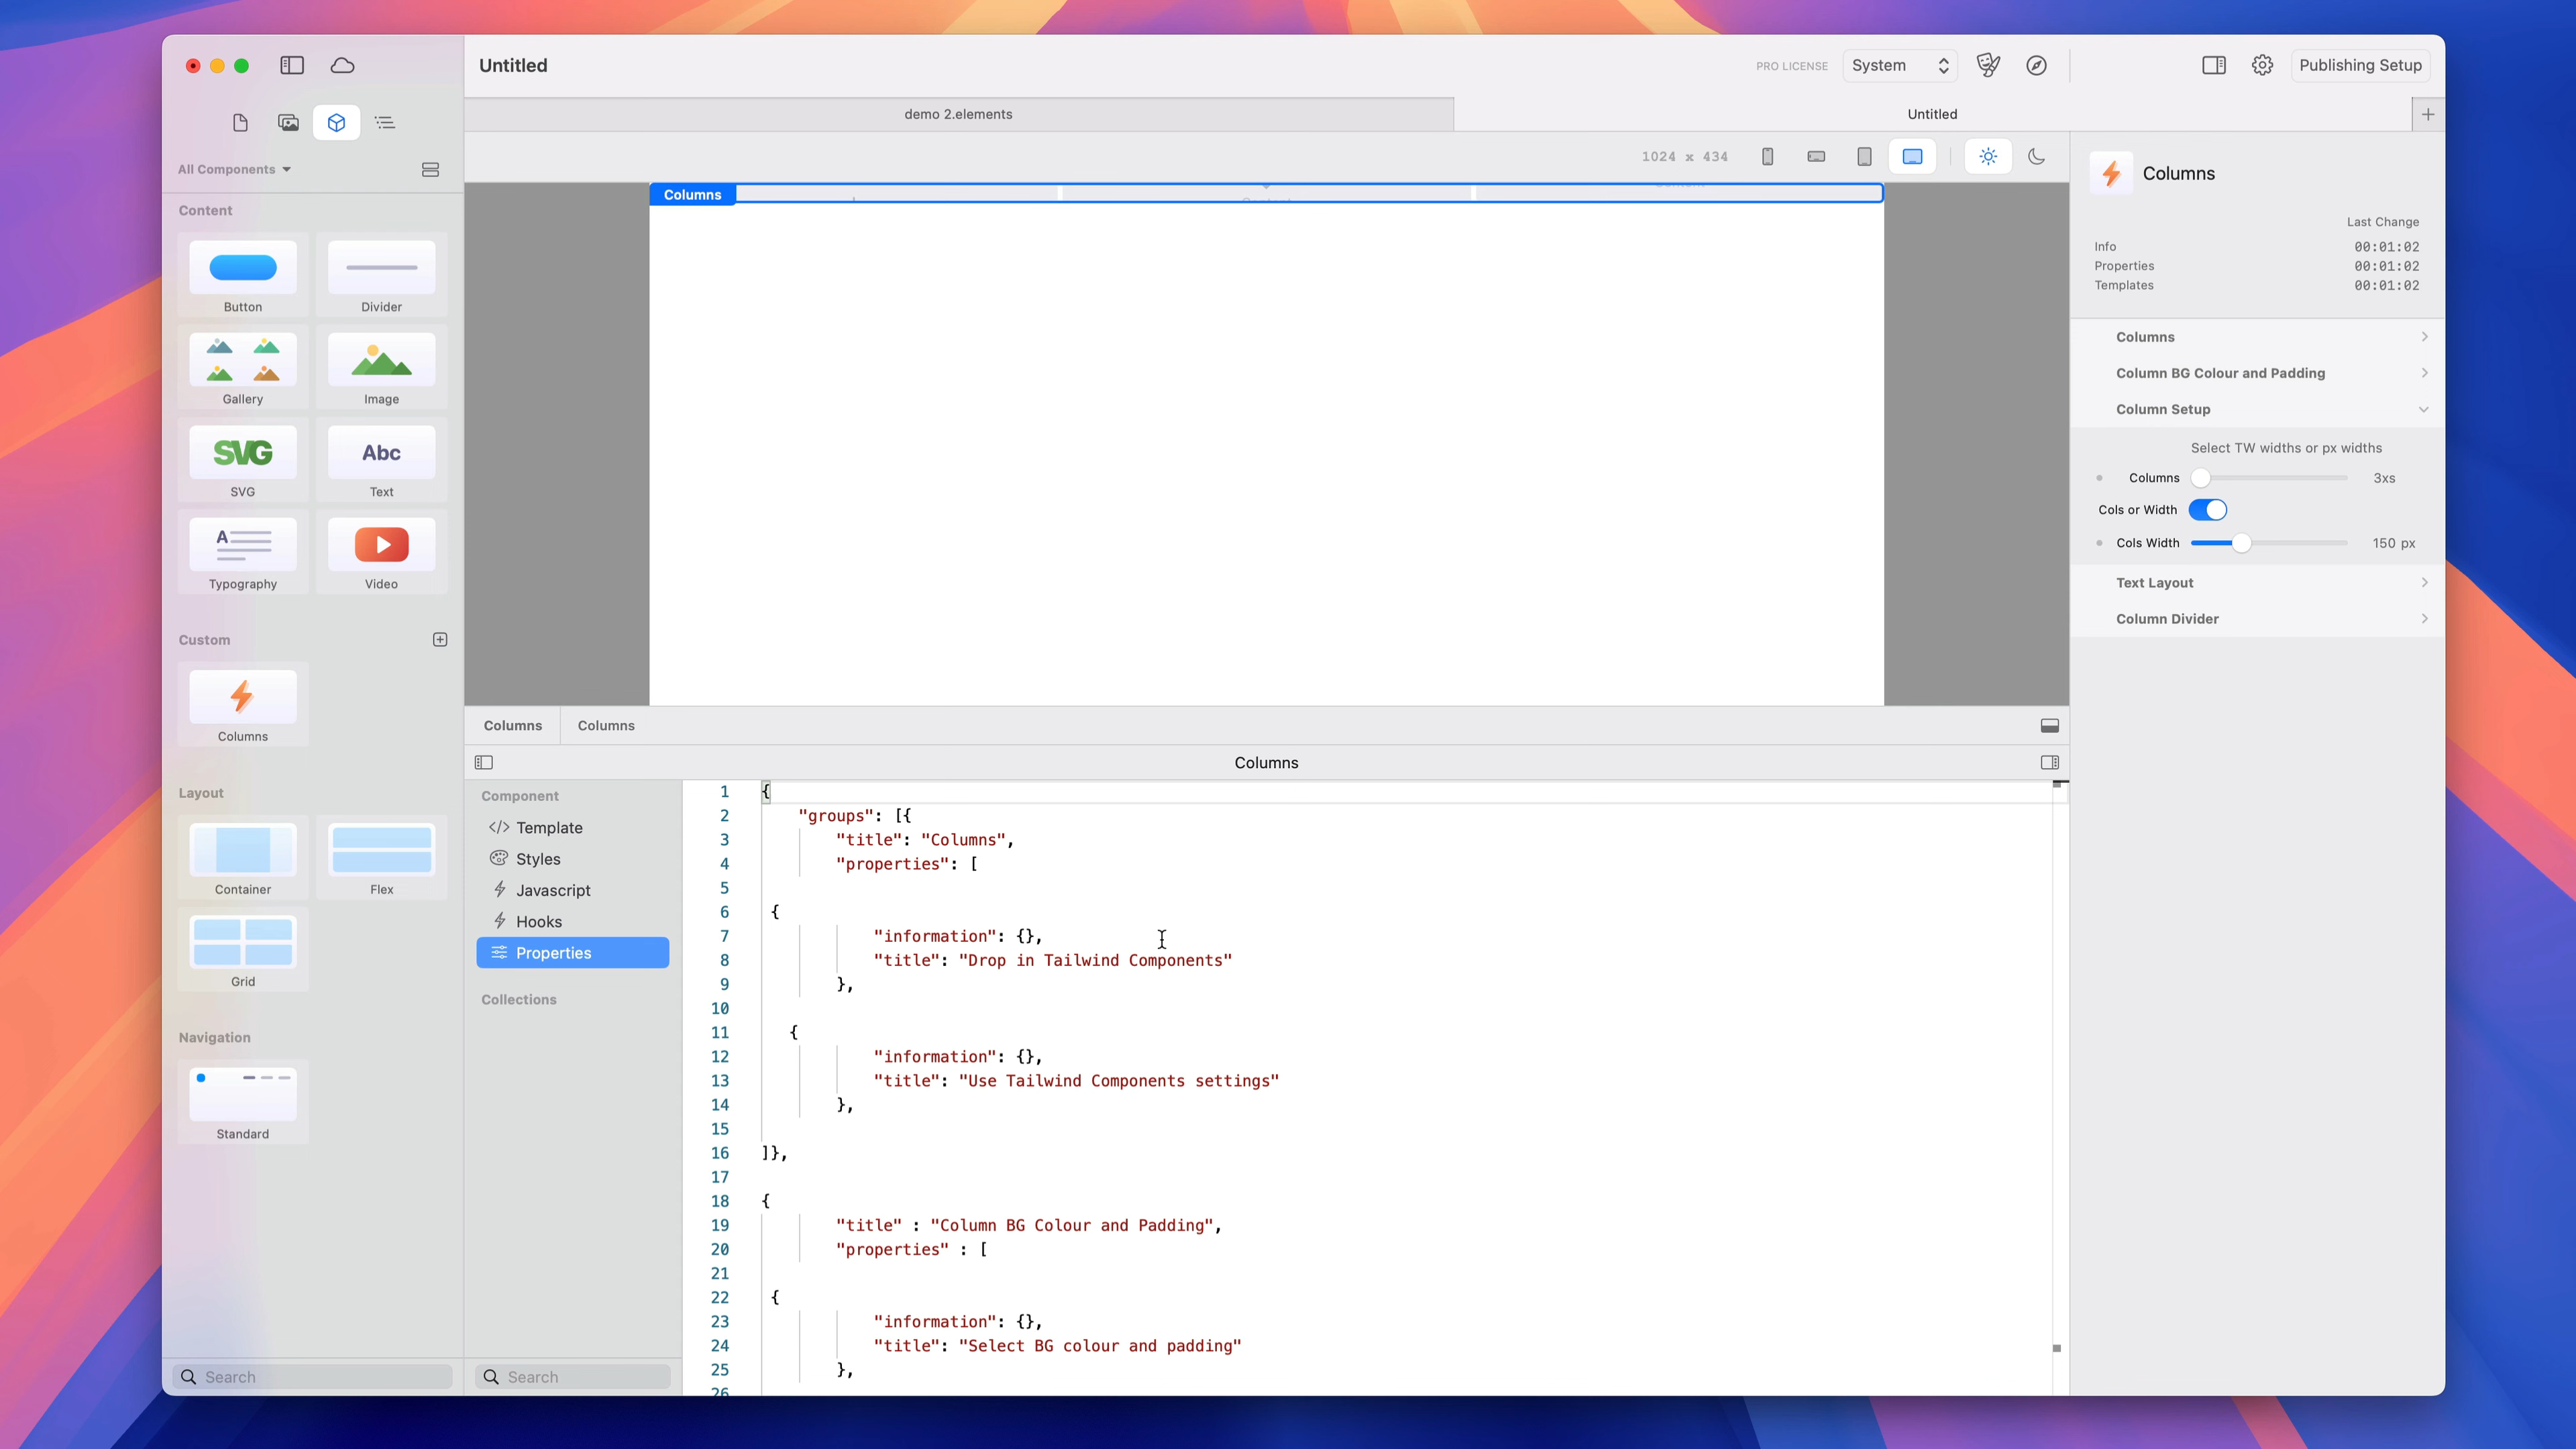 Untitled
PRO LICENSE
System
Publishing Setup
demo 2.elements
Untitled
All Components
1024 x 434
Columns
Content
Content
Button
Divider
Gallery
Image
SVG
SVG
Abc
Text
A
Typography
Video
Custom
Columns
Layout
Container
Flex
Grid
Navigation
Standard
Search
Columns
Columns
Columns
Component
Template
Styles
Javascript
Hooks
Properties
Collections
Search
1 {
2 "groups": [{
3 "title": "Columns",
4 "properties": [
5
6 {
7 "information": {},
8 "title": "Drop in Tailwind Components"
9 },
10
11 {
12 "information": {},
13 "title": "Use Tailwind Components settings"
14 },
15
16 ]},
17
18 {
19 "title" : "Column BG Colour and Padding",
20 "properties" : [
21
22 {
23 "information": {},
24 "title": "Select BG colour and padding"
25 },
26
Columns
Last Change
Info 00:01:02
Properties 00:01:02
Templates 00:01:02
Columns
Column BG Colour and Padding
Column Setup
Select TW widths or px widths
Columns 3xs
Cols or Width
Cols Width 150 px
Text Layout
Column Divider